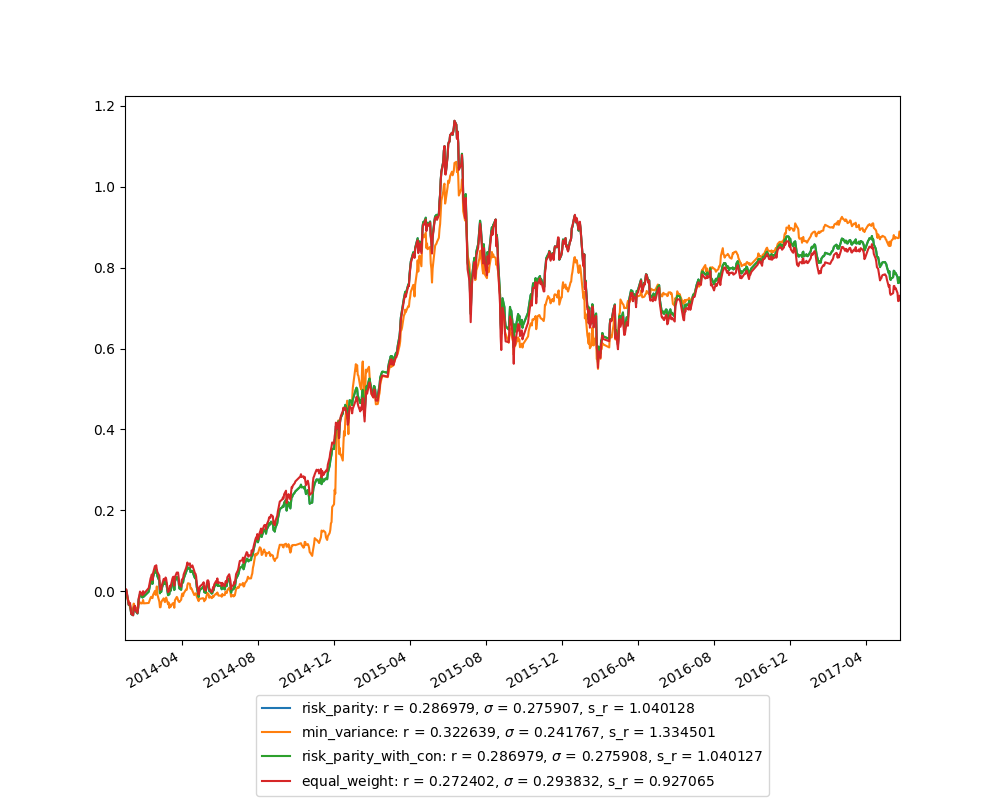 1.2
1.0
0.8
0.6
0.4
0.2
0.0
2014-04 2014-08 2014-12 2015-04 2015-08 2015-12 2016-04 2016-08 2016-12 2017-04
risk_parity: r = 0.286979, σ = 0.275907, s_r = 1.040128
min_variance: r = 0.322639, σ = 0.241767, s_r = 1.334501
risk_parity_with_con: r = 0.286979, σ = 0.275908, s_r = 1.040127
equal_weight: r = 0.272402, σ = 0.293832, s_r = 0.927065